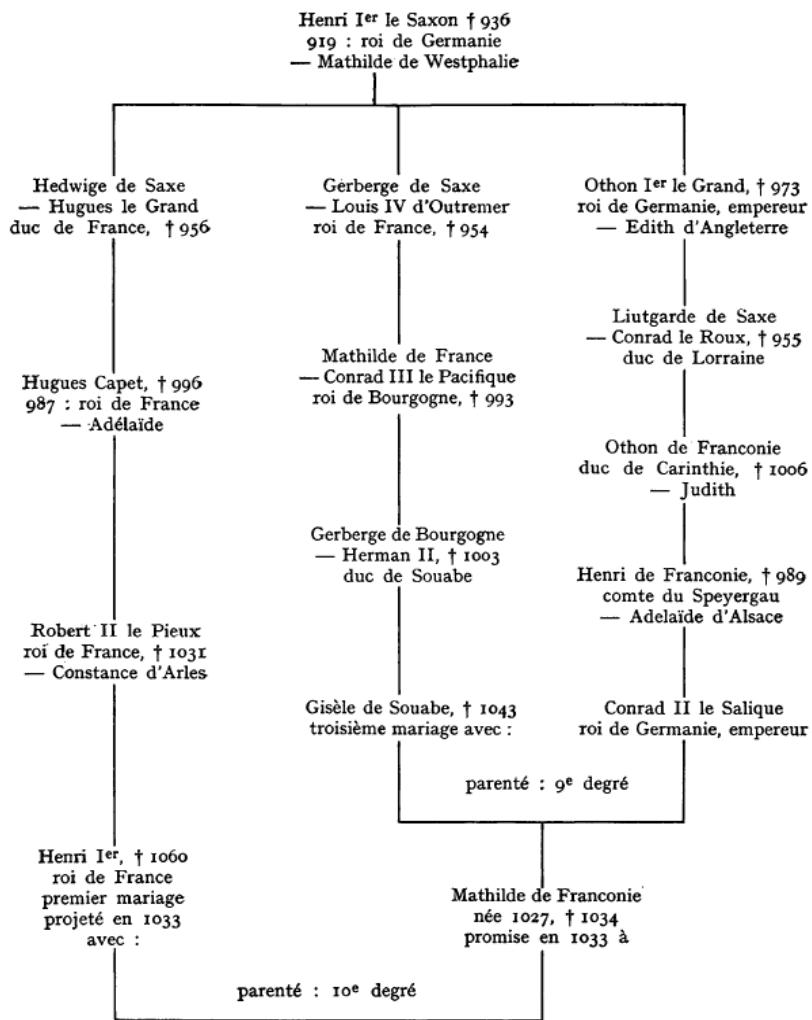 Henri Iᵉʳ le Saxon † 936
919 : roi de Germanie
— Mathilde de Westphalie
Hedwige de Saxe
— Hugues le Grand
duc de France, † 956
Gerberge de Saxe
— Louis IV d'Outremer
roi de France, † 954
Othon Iᵉʳ le Grand, † 973
roi de Germanie, empereur
— Edith d'Angleterre
Liutgarde de Saxe
— Conrad le Roux, † 955
duc de Lorraine
Mathilde de France
— Conrad III le Pacifique
roi de Bourgogne, † 993
Hugues Capet, † 996
987 : roi de France
— Adélaïde
Othon de Franconie
duc de Carinthie, † 1006
— Judith
Gerberge de Bourgogne
— Herman II, † 1003
duc de Souabe
Henri de Franconie, † 989
comte du Speyergau
— Adelaïde d'Alsace
Robert II le Pieux
roi de France, † 1031
— Constance d'Arles
Gisèle de Souabe, † 1043
troisième mariage avec :
Conrad II le Salique
roi de Germanie, empereur
parenté : 9ᵉ degré
Henri Iᵉʳ, † 1060
roi de France
premier mariage
projeté en 1033
avec :
Mathilde de Franconie
née 1027, † 1034
promise en 1033 à
parenté : 10ᵉ degré